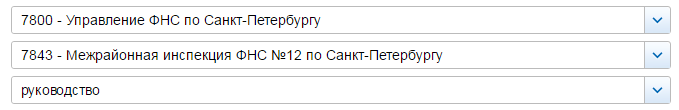 7800 - Управление ФНС по Санкт-Петербургу
7843 - Межрайонная инспекция ФНС №12 по Санкт-Петербургу
руководство